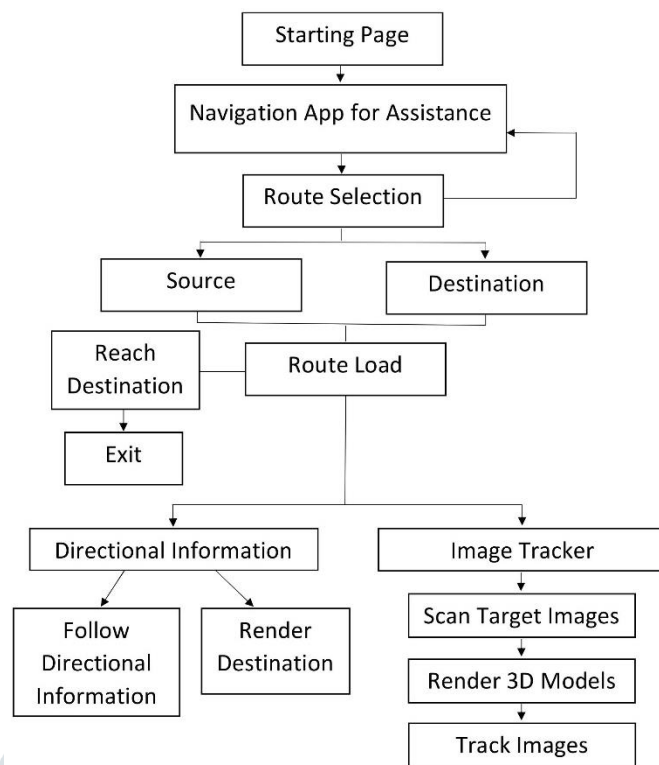 Starting Page
Navigation App for Assistance
Route Selection
Source
Destination
Reach
Destination
Route Load
Exit
Directional Information
Image Tracker
Follow
Directional
Information
Render
Destination
Scan Target Images
Render 3D Models
Track Images